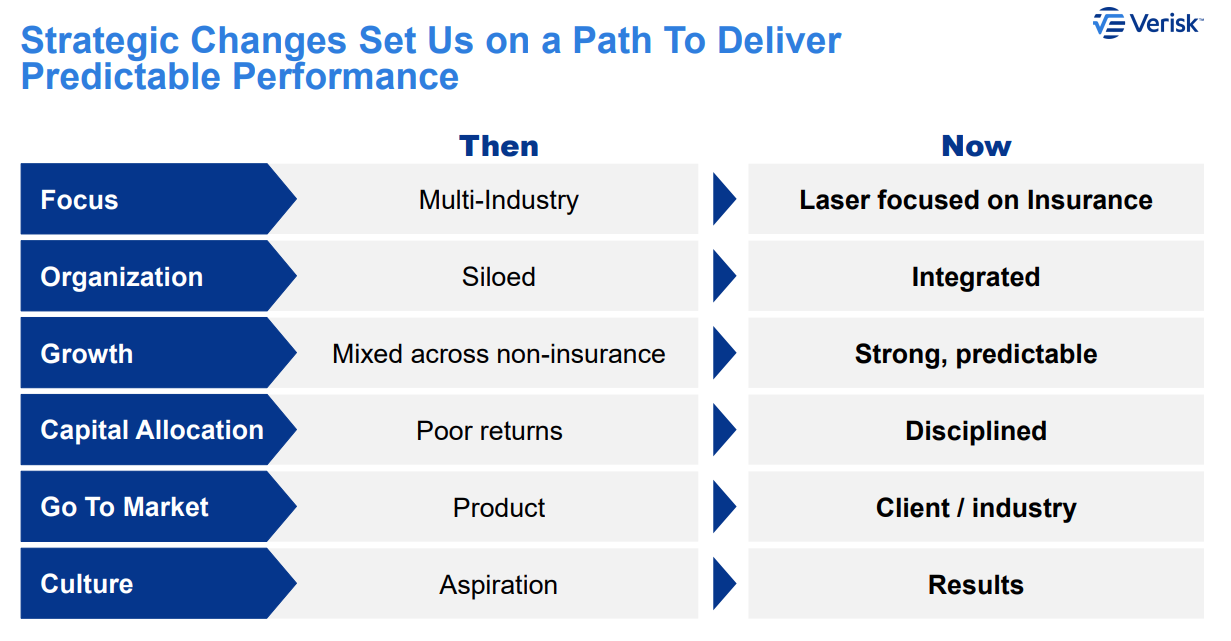 Strategic Changes Set Us on a Path To Deliver
Predictable Performance
Verisk™
Then
Now
Focus
Multi-Industry
Laser focused on Insurance
Organization
Siloed
Integrated
Growth
Mixed across non-insurance
Strong, predictable
Capital Allocation
Poor returns
Disciplined
Go To Market
Product
Client / industry
Culture
Aspiration
Results